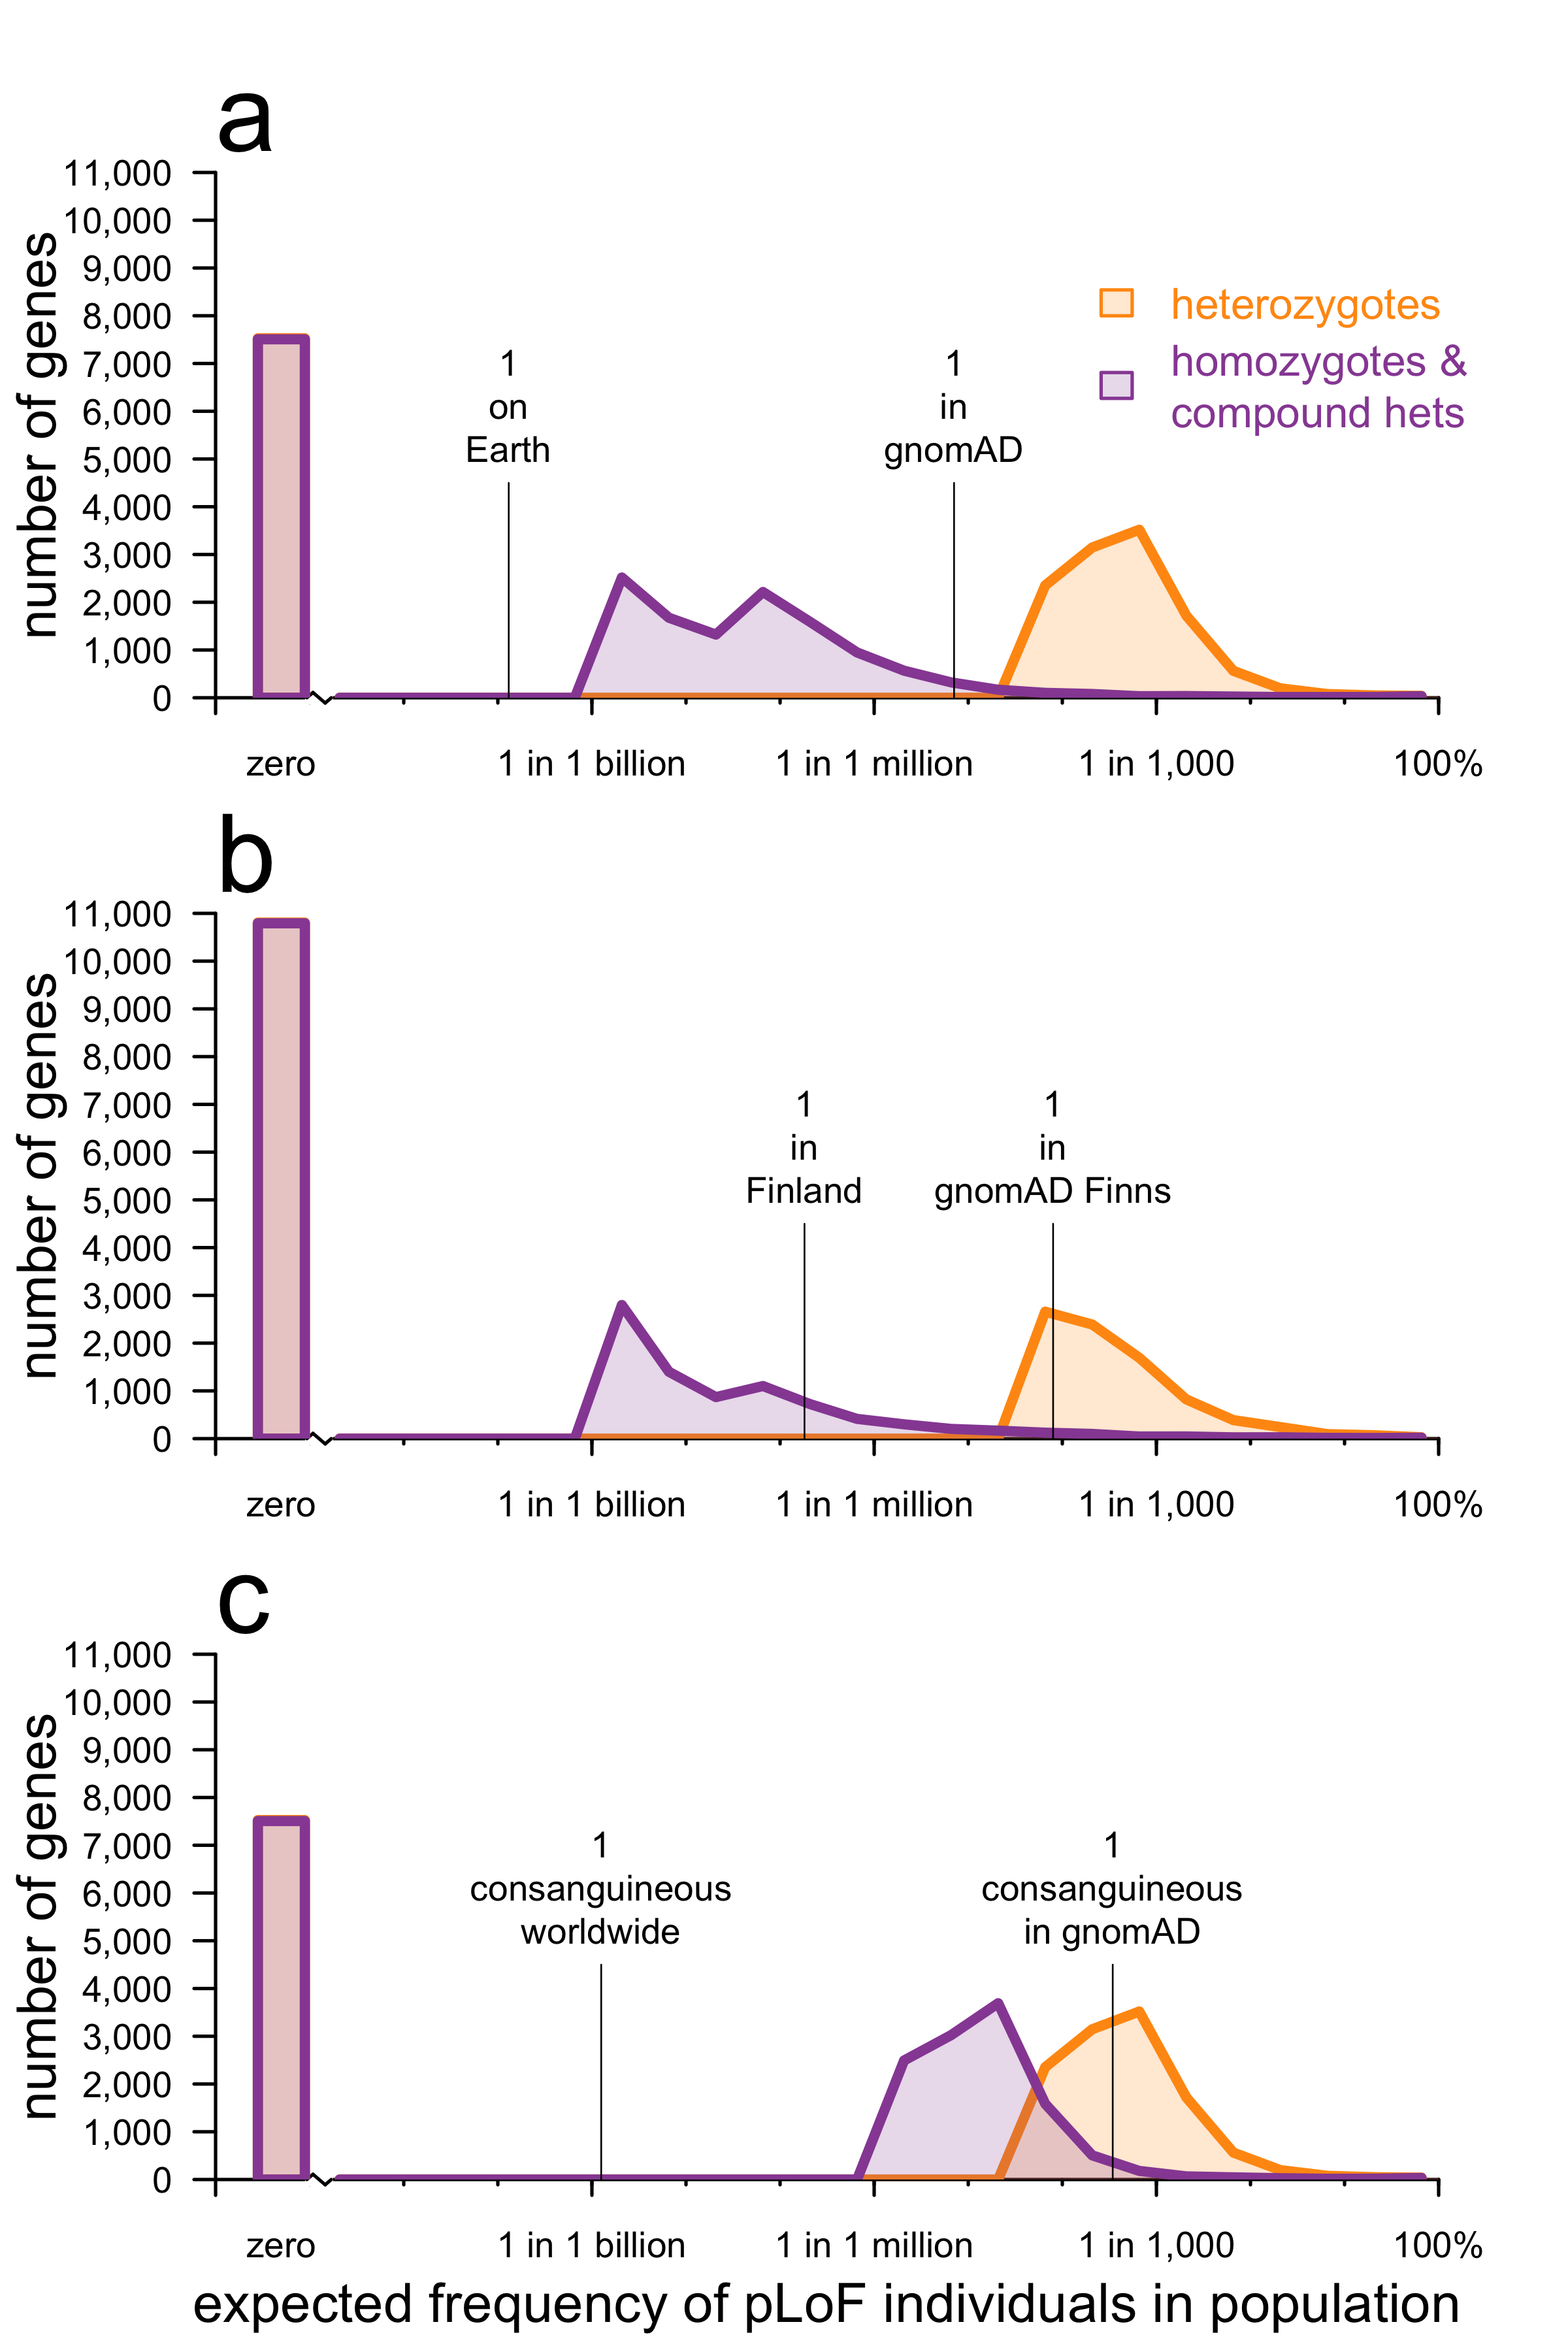 a
11,000
10,000
9,000
8,000
7,000
6,000
5,000
4,000
3,000
2,000
1,000
0
number of genes
1
on
Earth
1
in
gnomAD
heterozygotes
homozygotes &
compound hets
zero
1 in 1 billion
1 in 1 million
1 in 1,000
100%
b
11,000
10,000
9,000
8,000
7,000
6,000
5,000
4,000
3,000
2,000
1,000
0
number of genes
1
in
Finland
1
in
gnomAD Finns
zero
1 in 1 billion
1 in 1 million
1 in 1,000
100%
c
11,000
10,000
9,000
8,000
7,000
6,000
5,000
4,000
3,000
2,000
1,000
0
number of genes
1
consanguineous
worldwide
1
consanguineous
in gnomAD
zero
1 in 1 billion
1 in 1 million
1 in 1,000
100%
expected frequency of pLoF individuals in population